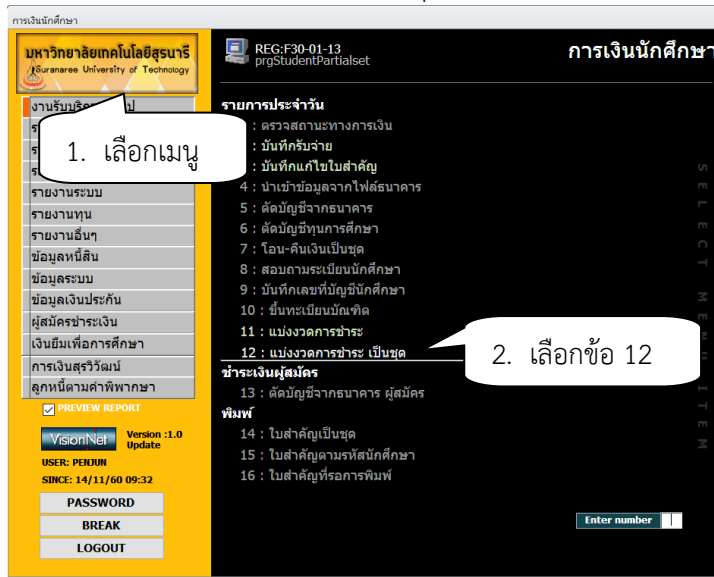 การเงินนักศึกษา
มหาวิทยาลัยเทคโนโลยีสุรนารี
Suranaree University of Technology
REG:F30-01-13
prgStudentPartialset
การเงินนักศึกษา
1. เลือกเมนู
รายงานระบบ
รายงานทุน
รายงานอื่นๆ
ข้อมูลหนี้สิน
ข้อมูลระบบ
ข้อมูลเงินประกัน
ผู้สมัครชำระเงิน
เงินยืมเพื่อการศึกษา
การเงินสุรวิวัฒน์
ลูกหนี้ตามคำพิพากษา
PREVIEW REPORT
VisionNet
Version :1.0
Update
USER: PENJUN
SINCE: 14/11/60 09:32
PASSWORD
BREAK
LOGOUT
รายการประจำวัน
: ตรวจสถานะทางการเงิน
: บันทึกรับจ่าย
: บันทึกแก้ไขใบสำคัญ
4 : นำเข้าข้อมูลจากไฟล์ธนาคาร
5 : ตัดบัญชีจากธนาคาร
6 : ตัดบัญชีทุนการศึกษา
7 : โอน-คืนเงินเป็นชุด
8 : สอบถามระเบียนนักศึกษา
9 : บันทึกเลขที่บัญชีนักศึกษา
10 : ขึ้นทะเบียนบัณฑิต
11 : แบ่งงวดการชำระ
12 : แบ่งงวดการชำระ เป็นชุด
2. เลือกข้อ 12
ชำระเงินผู้สมัคร
13 : ตัดบัญชีจากธนาคาร ผู้สมัคร
พิมพ์
14 : ใบสำคัญเป็นชุด
15 : ใบสำคัญตามรหัสนักศึกษา
16 : ใบสำคัญที่รอการพิมพ์
Enter number